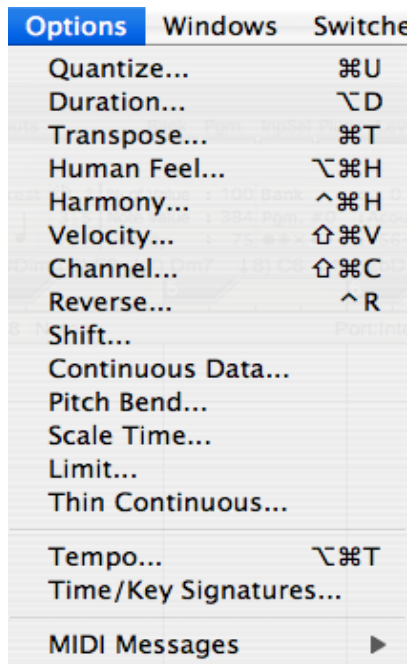 Options Windows Switche
Quantize... ⌘U
Duration... ⌥D
Transpose... ⌘T
Human Feel... ⌥⌘H
Harmony... ^⌘H
Velocity... ⇧⌘V
Channel... ⇧⌘C
Reverse... ^R
Shift...
Continuous Data...
Pitch Bend...
Scale Time...
Limit...
Thin Continuous...
Tempo... ⌥⌘T
Time/Key Signatures...
MIDI Messages ▶